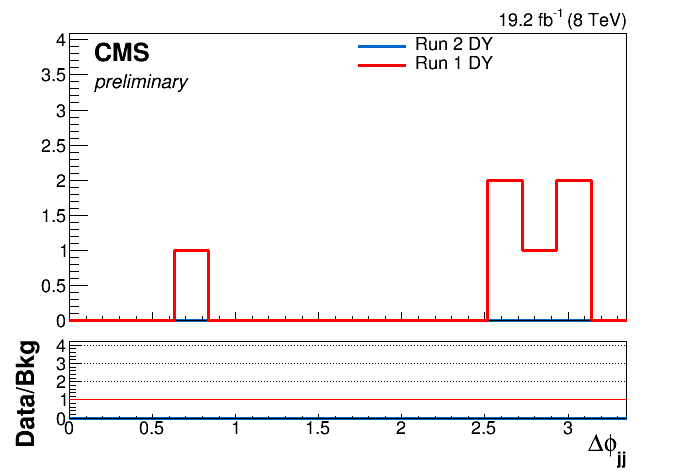 19.2 fb-1 (8 TeV)
CMS
preliminary
Run 2 DY
Run 1 DY
4
3.5
3
2.5
2
1.5
1
0.5
0
Data/Bkg
4
3
2
1
0
0 0.5 1 1.5 2 2.5 3
Δϕjj